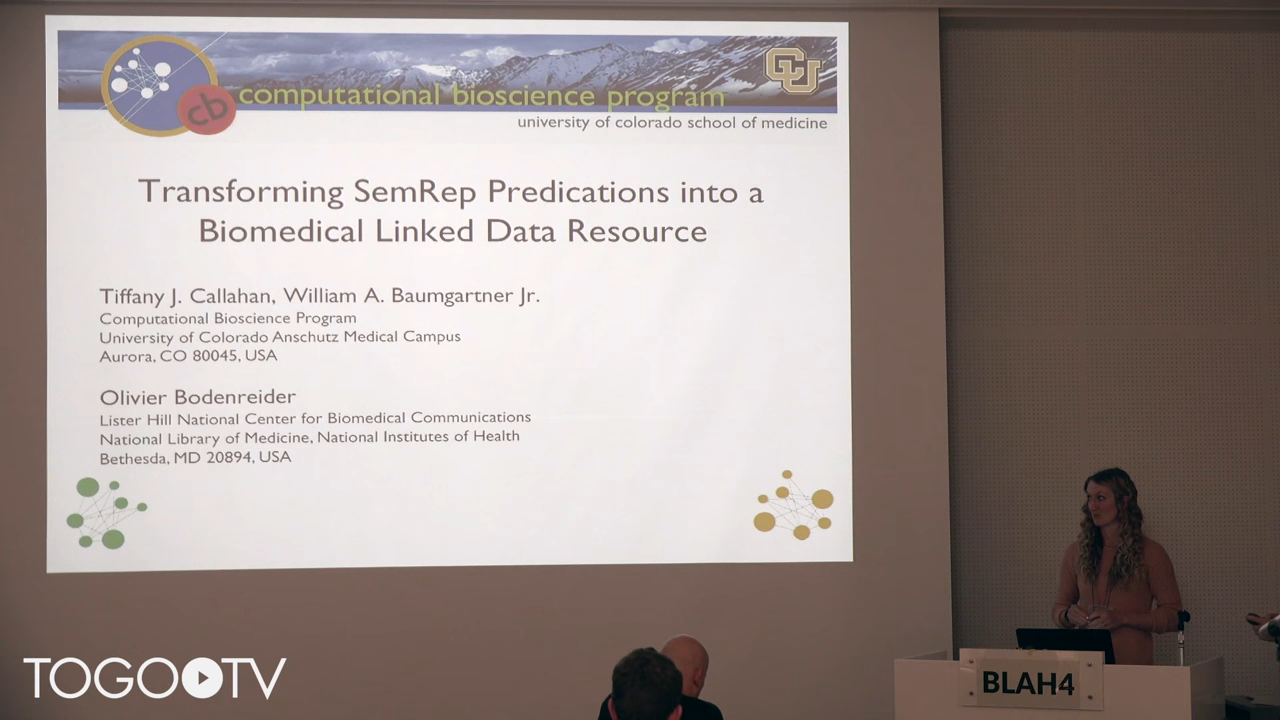 cb
computational bioscience program
CU
university of colorado school of medicine
Transforming SemRep Predications into a
Biomedical Linked Data Resource
Tiffany J. Callahan, William A. Baumgartner Jr.
Computational Bioscience Program
University of Colorado Anschutz Medical Campus
Aurora, CO 80045, USA
Olivier Bodenreider
Lister Hill National Center for Biomedical Communications
National Library of Medicine, National Institutes of Health
Bethesda, MD 20894, USA
TOGOTV
BLAH4